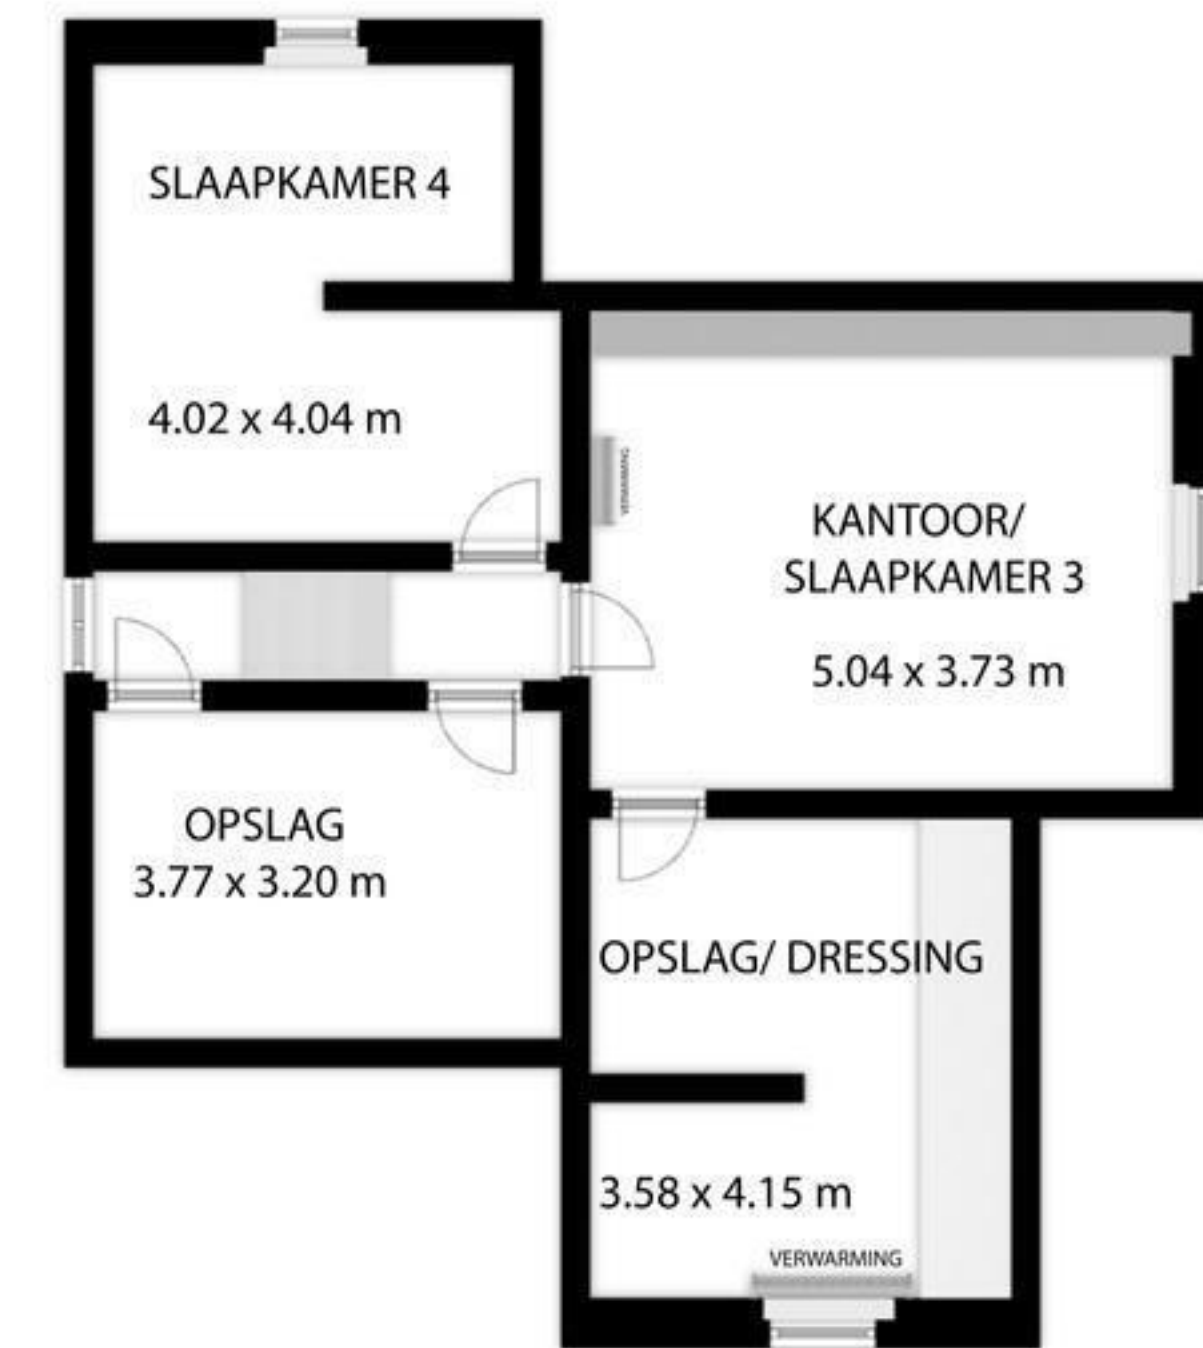 SLAAPKAMER 4
4.02 x 4.04 m
KANTOOR/
SLAAPKAMER 3
5.04 x 3.73 m
OPSLAG
3.77 x 3.20 m
OPSLAG/ DRESSING
3.58 x 4.15 m
VERWARMING